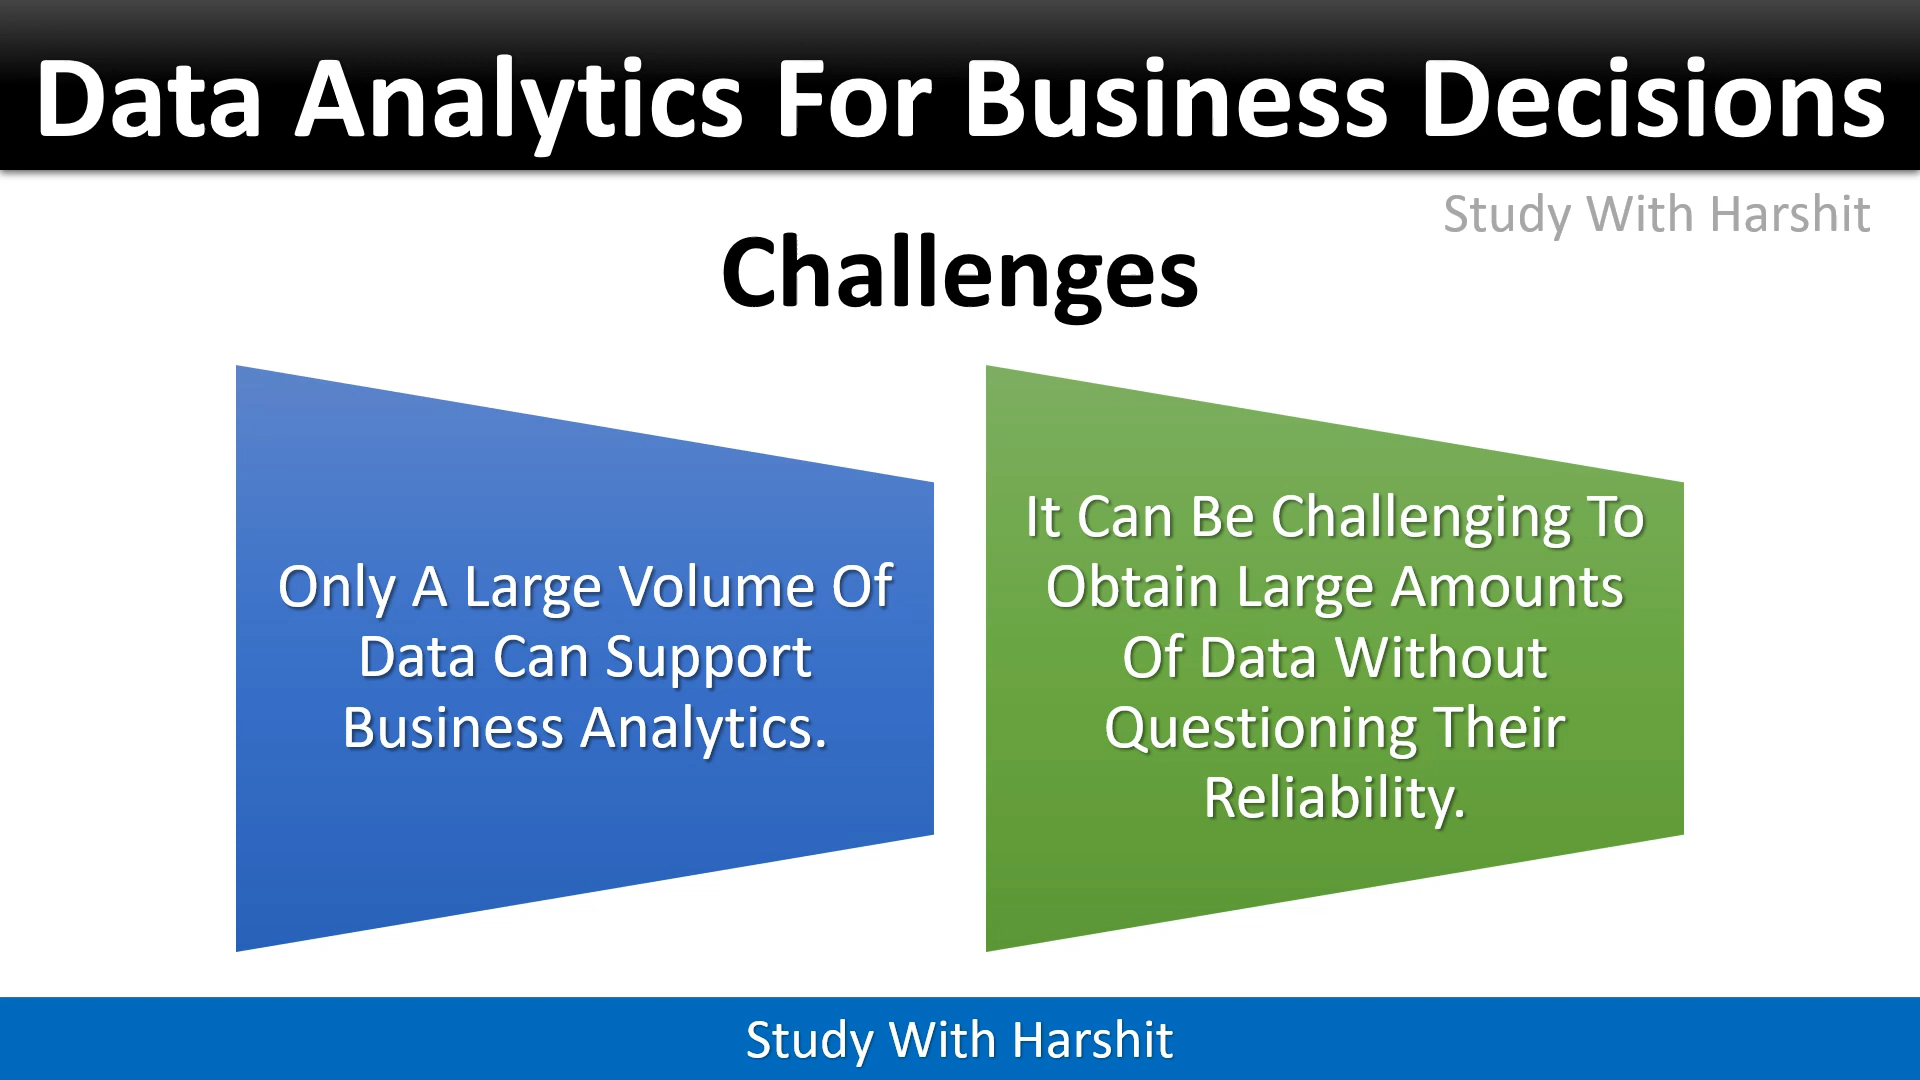 Data Analytics For Business Decisions
Study With Harshit
Challenges
Only A Large Volume Of
Data Can Support
Business Analytics.
It Can Be Challenging To
Obtain Large Amounts
Of Data Without
Questioning Their
Reliability.
Study With Harshit